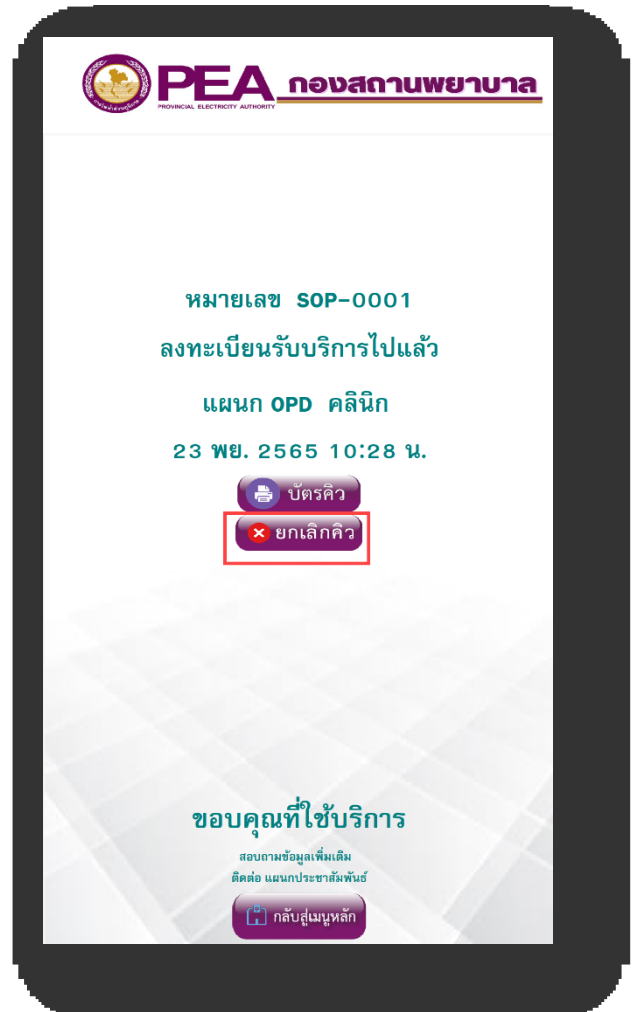 PEA กองสถานพยาบาล
PROVINCIAL ELECTRICITY AUTHORITY
หมายเลข SOP-0001
ลงทะเบียนรับบริการไปแล้ว
แผนก OPD คลินิก
23 พย. 2565 10:28 น.
บัตรคิว
ยกเลิกคิว
ขอบคุณที่ใช้บริการ
สอบถามข้อมูลเพิ่มเติม
ติดต่อ แผนกประชาสัมพันธ์
กลับสู่เมนูหลัก